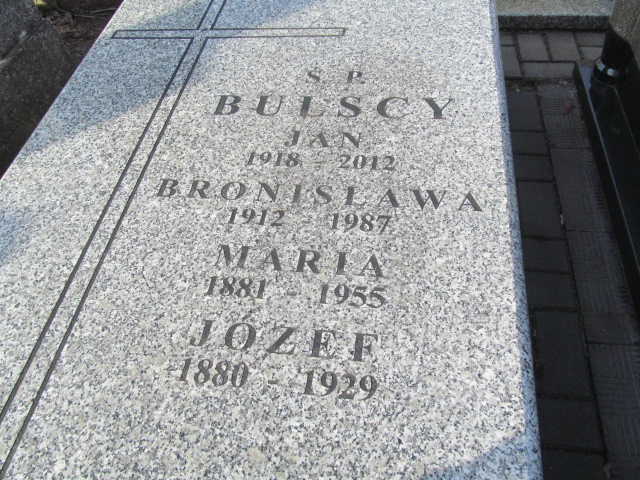 Ś. P.
BULSCY
JAN
1918 - 2012
BRONISŁAWA
1912 - 1987
MARIA
1881 - 1955
JÓZEF
1880 - 1929